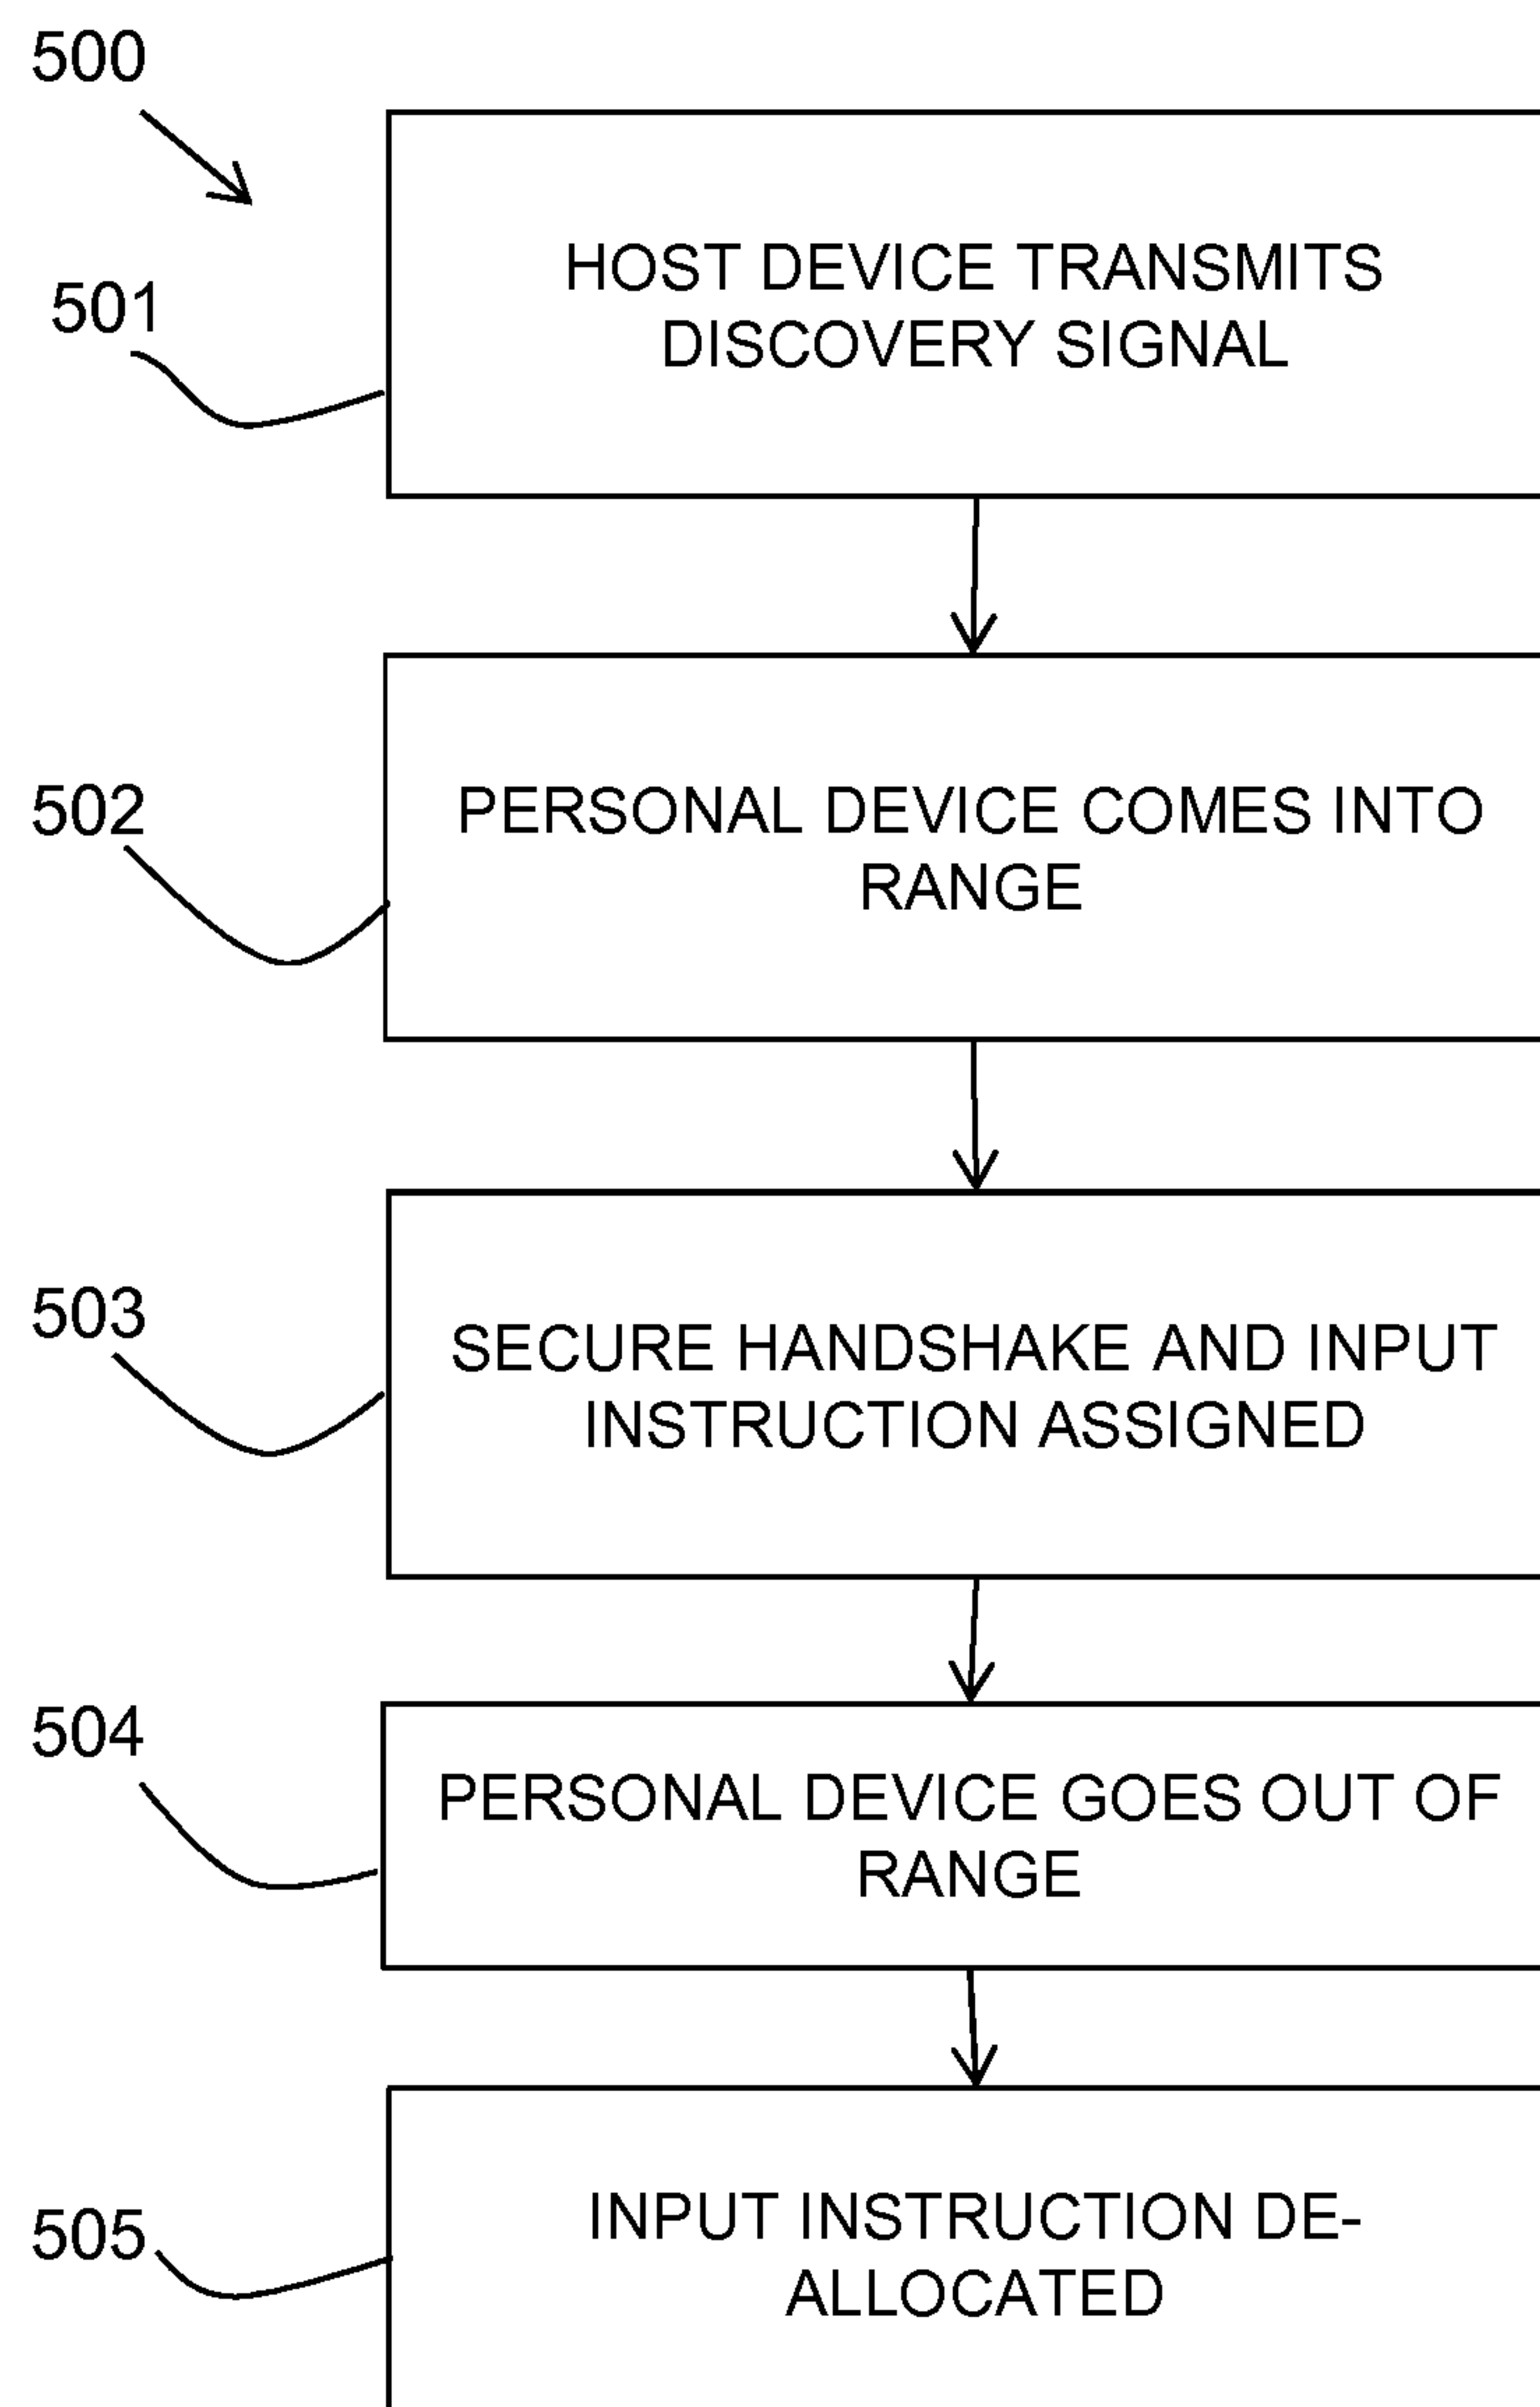 500
501
HOST DEVICE TRANSMITS
DISCOVERY SIGNAL
502
PERSONAL DEVICE COMES INTO
RANGE
503
SECURE HANDSHAKE AND INPUT
INSTRUCTION ASSIGNED
504
PERSONAL DEVICE GOES OUT OF
RANGE
505
INPUT INSTRUCTION DE-
ALLOCATED